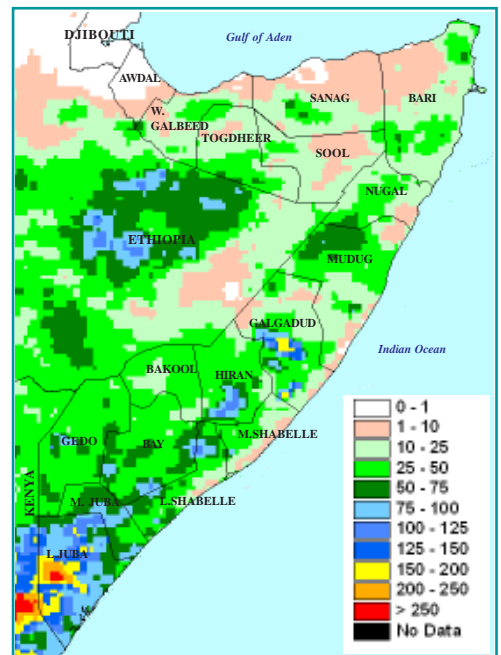 DJIBOUTI
Gulf of Aden
AWDAL
W.
GALBEED
SANAG
BARI
TOGDHEER
SOOL
NUGAL
ETHIOPIA
MUDUG
GALGADUD
Indian Ocean
BAKOOL
HIRAN
GEDO
BAY
M.SHABELLE
KENYA
M. JUBA
L.SHABELLE
L.JUBA
0 - 1
1 - 10
10 - 25
25 - 50
50 - 75
75 - 100
100 - 125
125 - 150
150 - 200
200 - 250
> 250
No Data